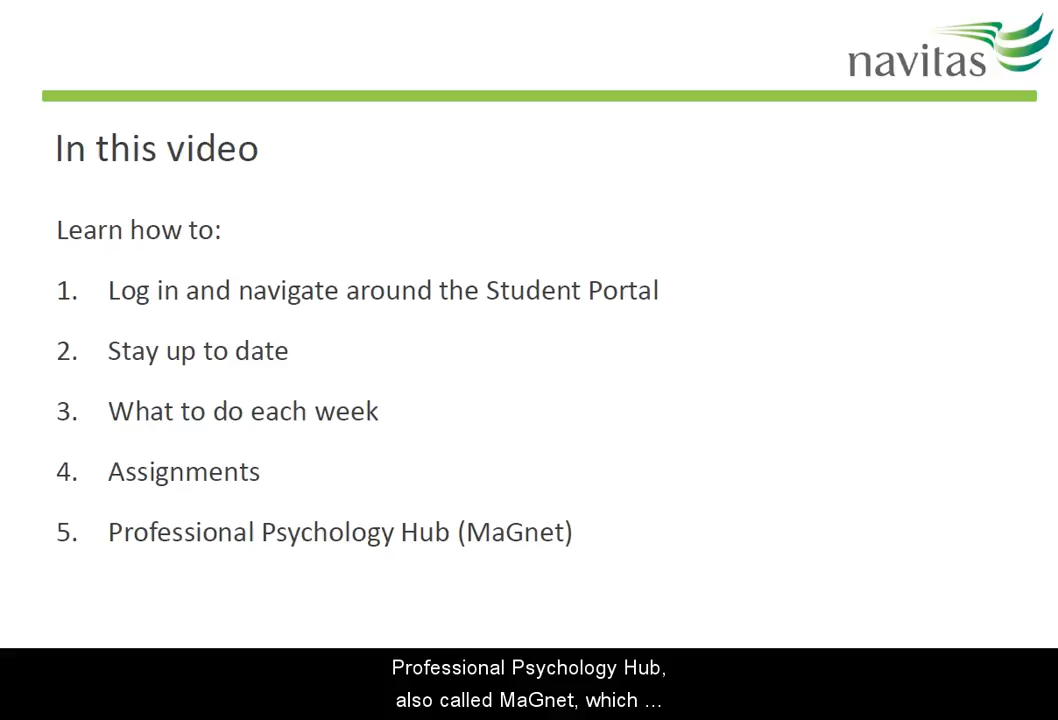 navitas
In this video
Learn how to:
1. Log in and navigate around the Student Portal
2. Stay up to date
3. What to do each week
4. Assignments
5. Professional Psychology Hub (MaGnet)
Professional Psychology Hub,
also called MaGnet, which ...